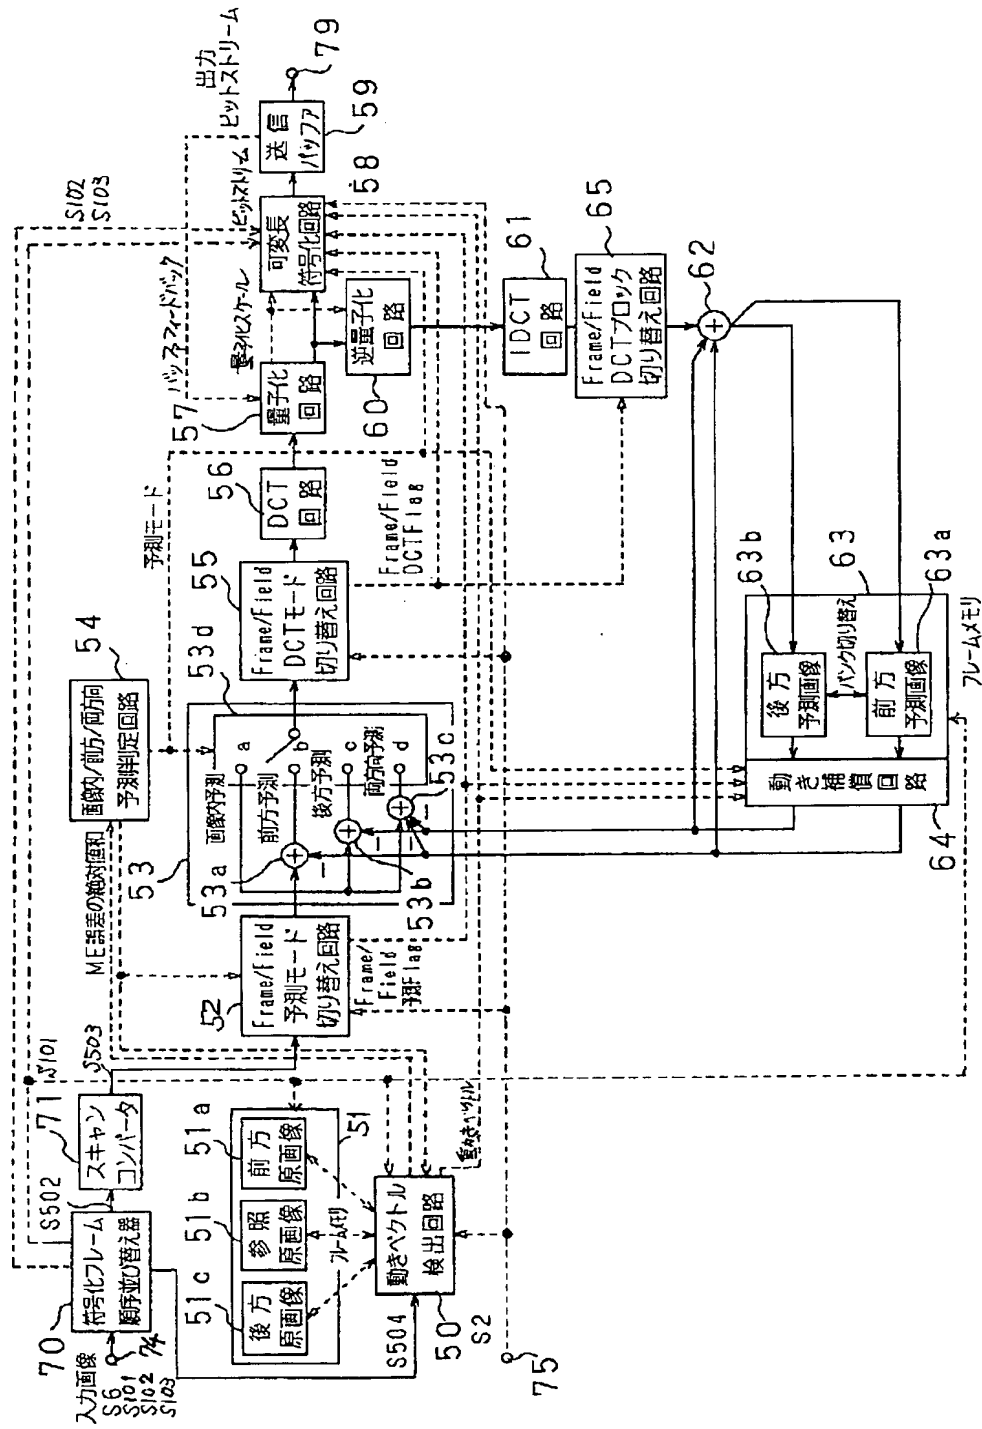 入力画像
S6
S101
S102
S103
74
70
符号化フレーム
順序並び替え器
S502
71
スキャン
コンバータ
S503
S101
S102
S103
ME誤差の絶対値和
54
画像内/前方/両方向
予測判定回路
予測モード
51c
後方
原画像
51b
参照
原画像
51a
前方
原画像
フレームメモリ
51
S504
動きベクトル
検出回路
50
S2
75
動きベクトル
52
Frame/Field
予測モード
切り替え回路
Frame/
Field
予測Flag
53
53a
53b
53c
53d
画像内予測
前方予測
後方予測
両方向予測
a
b
c
d
55
Frame/Field
DCTモード
切り替え回路
Frame/Field
DCTFlag
56
DCT
回路
57
量子化
回路
量子化スケール
バッファフィードバック
58
可変長
符号化回路
ビットストリーム
59
送信
バッファ
出力
ビットストリーム
79
60
逆量子化
回路
61
IDCT
回路
65
Frame/Field
DCTブロック
切り替え回路
62
63b
後方
予測画像
バンク切り替え
63
63a
前方
予測画像
フレームメモリ
動き補償回路
64